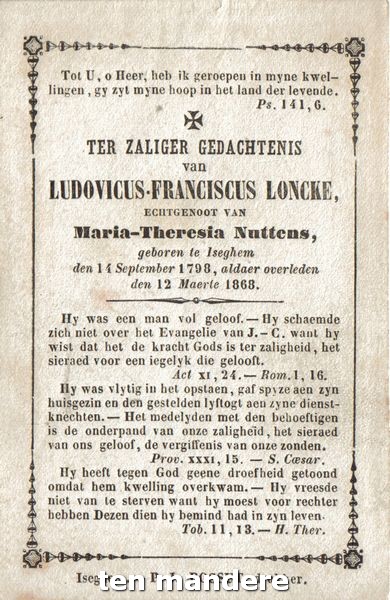 Tot U, o Heer, heb ik geroepen in myne kwel-
lingen, gy zyt myne hoop in het land der levende.
Ps. 141, 6.
TER ZALIGER GEDACHTENIS
van
LUDOVICUS-FRANCISCUS LONCKE,
ECHTGENOOT VAN
Maria-Theresia Nuttens,
geboren te Iseghem
den 14 September 1798, aldaer overleden
den 12 Maerte 1868.
Hy was een man vol geloof. — Hy schaemde
zich niet over het Evangelie van J.-C. want hy
wist dat het de kracht Gods is ter zaligheid, het
sieraed voor een iegelyk die gelooft.
Act XI, 24. — Rom. 1, 16.
Hy was vlytig in het opstaen, gaf spyze aen zyn
huisgezin en den gestelden lyftogt aen zyne dienst-
knechten. — Het medelyden met den behoeftigen
is de onderpand van onze zaligheid, het sieraed
van ons geloof, de vergiffenis van onze zonden.
Prov. XXXI, 15. — S. Cæsar.
Hy heeft tegen God geene droefheid getoond
omdat hem kwelling overkwam. — Hy vreesde
niet van te sterven want hy moest voor rechter
hebben Dezen dien hy bemind had in zyn leven.
Tob. 11, 13. — H. Ther.
ten mandere